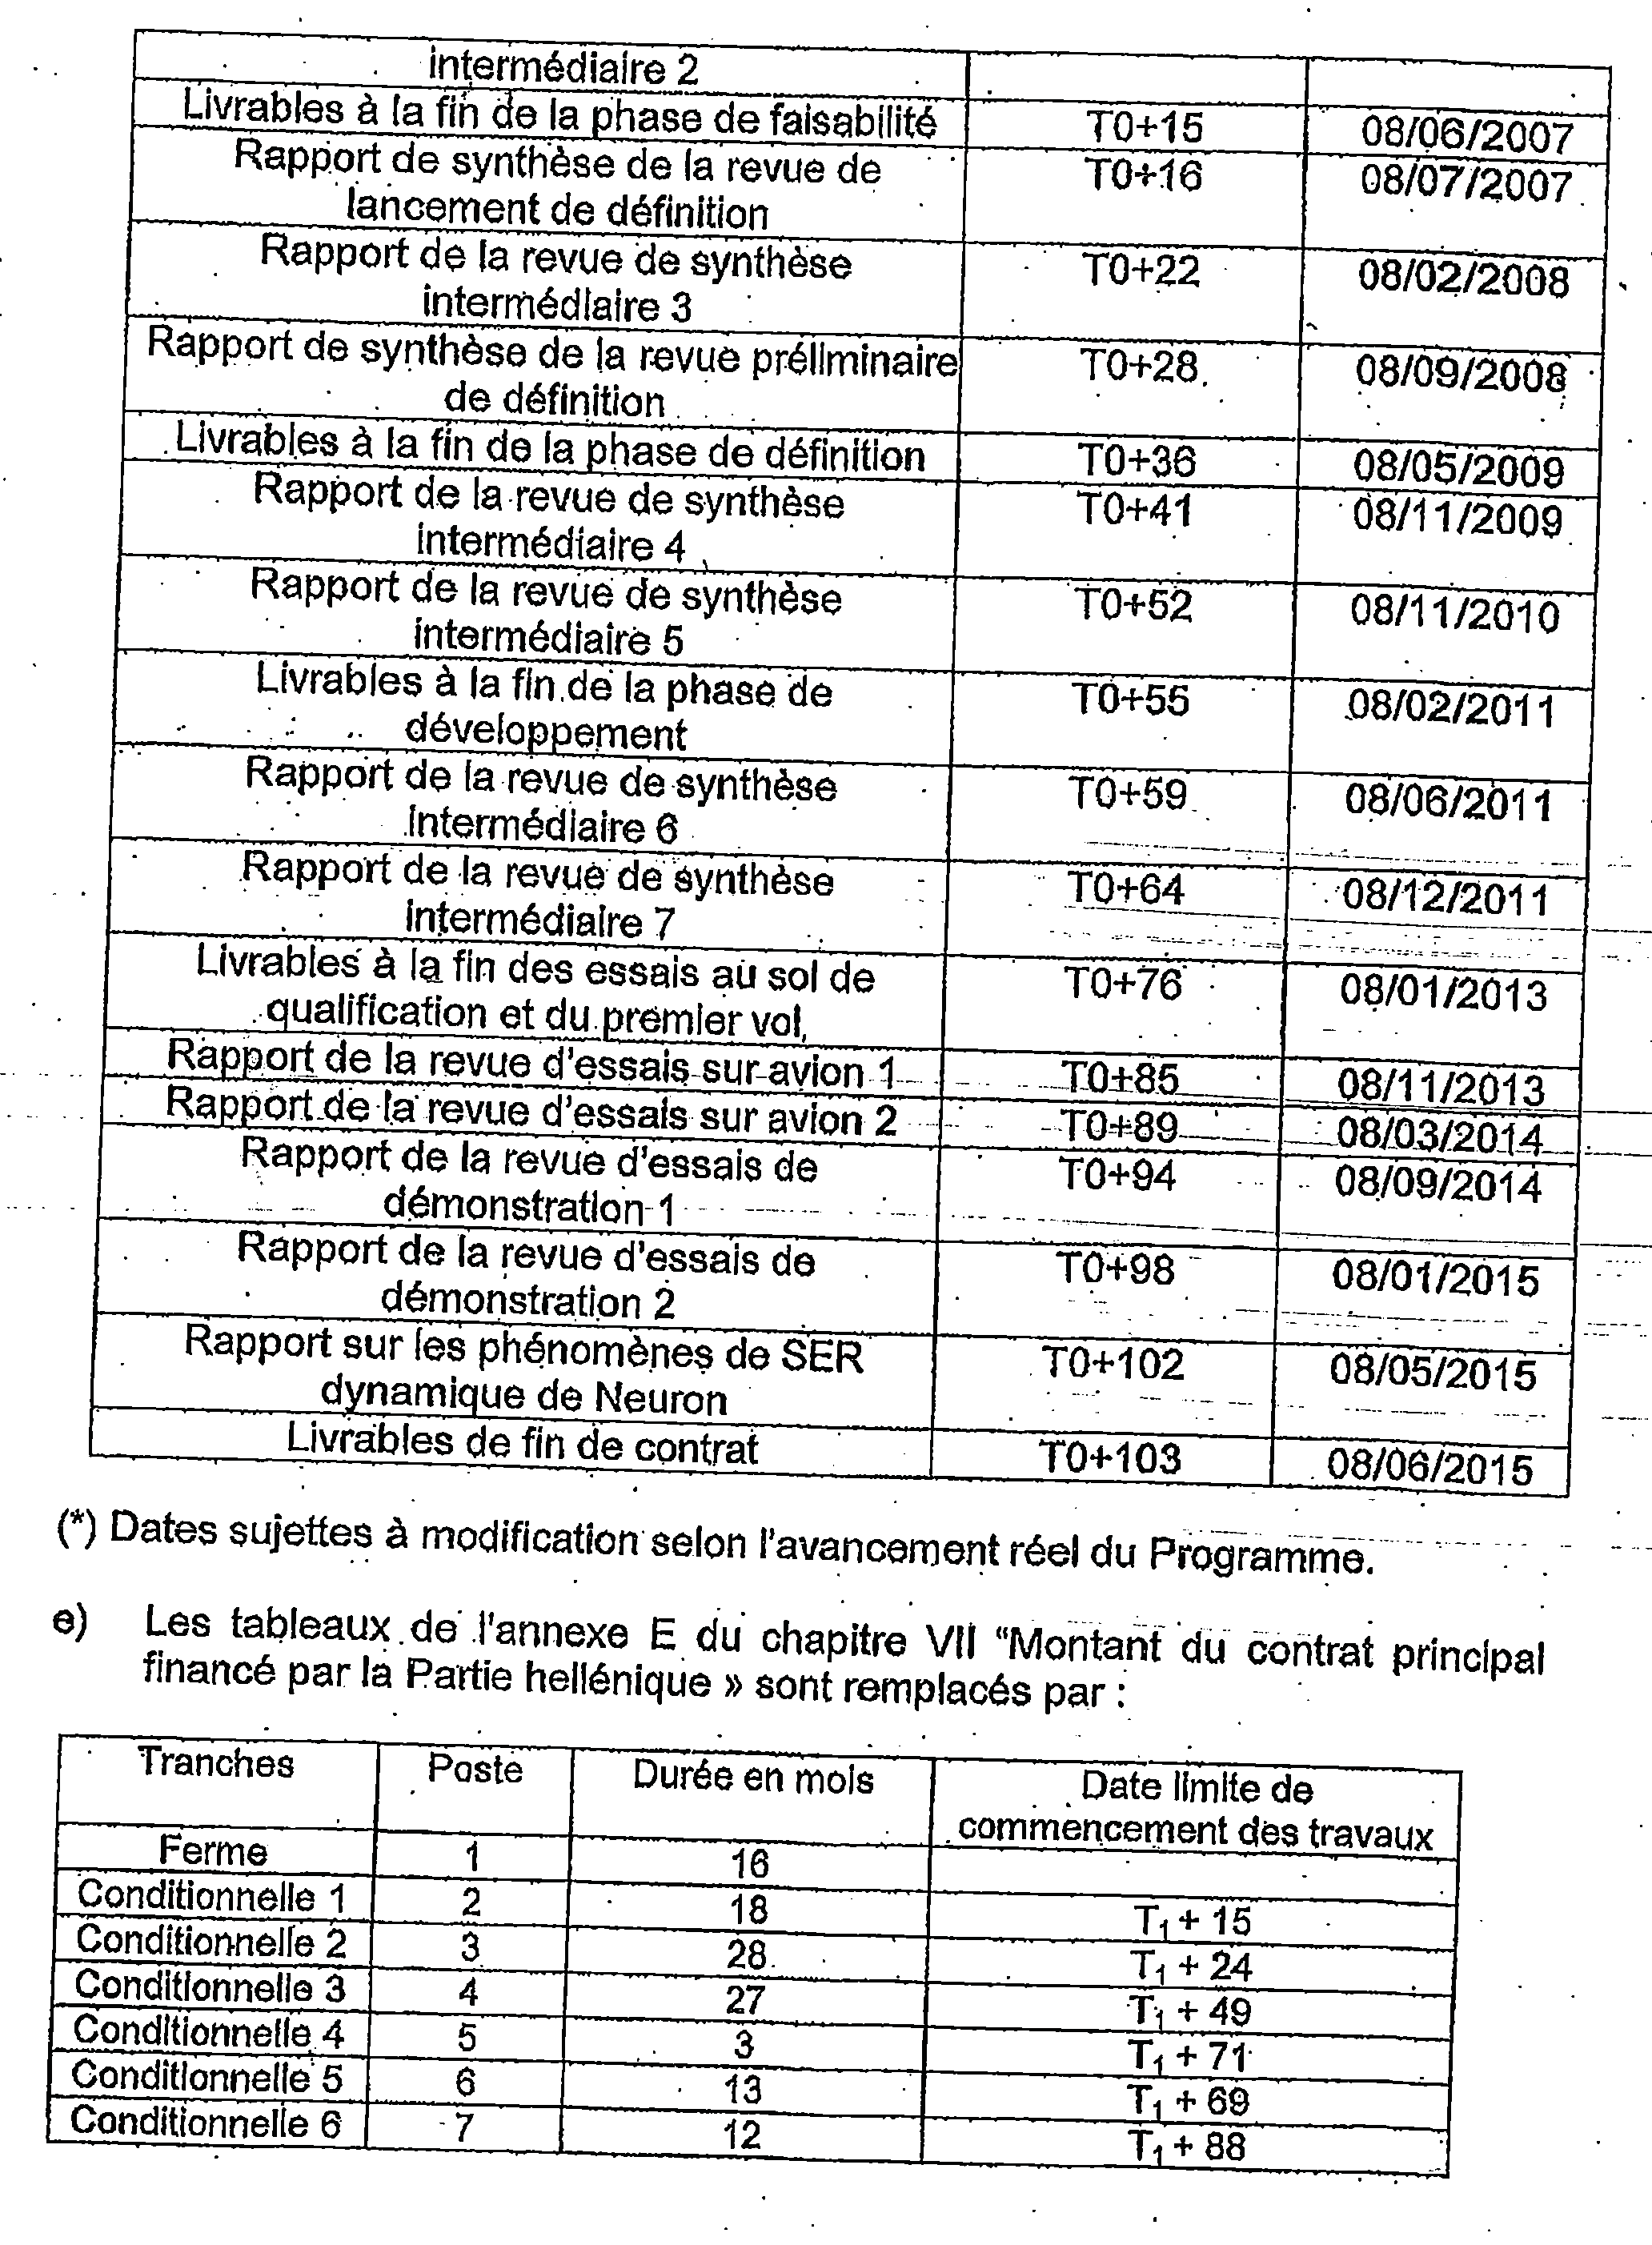 intermédiaire 2
Livrables à la fin de la phase de faisabilité T0+15 08/06/2007
Rapport de synthèse de la revue de T0+16 08/07/2007
lancement de définition
Rapport de la revue de synthèse T0+22 08/02/2008
intermédiaire 3
Rapport de synthèse de la revue préliminaire T0+28 08/09/2008
de définition
Livrables à la fin de la phase de définition T0+36 08/05/2009
Rapport de la revue de synthèse T0+41 08/11/2009
intermédiaire 4
Rapport de la revue de synthèse T0+52 08/11/2010
intermédiaire 5
Livrables à la fin de la phase de T0+55 08/02/2011
développement
Rapport de la revue de synthèse T0+59 08/06/2011
intermédiaire 6
Rapport de la revue de synthèse T0+64 08/12/2011
intermédiaire 7
Livrables à la fin des essais au sol de T0+76 08/01/2013
qualification et du premier vol
Rapport de la revue d'essais sur avion 1 T0+85 08/11/2013
Rapport de la revue d'essais sur avion 2 T0+89 08/03/2014
Rapport de la revue d'essais de T0+94 08/09/2014
démonstration 1
Rapport de la revue d'essais de T0+98 08/01/2015
démonstration 2
Rapport sur les phénomènes de SER T0+102 08/05/2015
dynamique de Neuron
Livrables de fin de contrat T0+103 08/06/2015
(*) Dates sujettes à modification selon l'avancement réel du Programme.
e) Les tableaux de l'annexe E du chapitre VII “Montant du contrat principal
financé par la Partie hellénique » sont remplacés par :
Tranches Poste Durée en mois Date limite de
commencement des travaux
Ferme 1 16
Conditionnelle 1 2 18 T1 + 15
Conditionnelle 2 3 28 T1 + 24
Conditionnelle 3 4 27 T1 + 49
Conditionnelle 4 5 3 T1 + 71
Conditionnelle 5 6 13 T1 + 69
Conditionnelle 6 7 12 T1 + 88